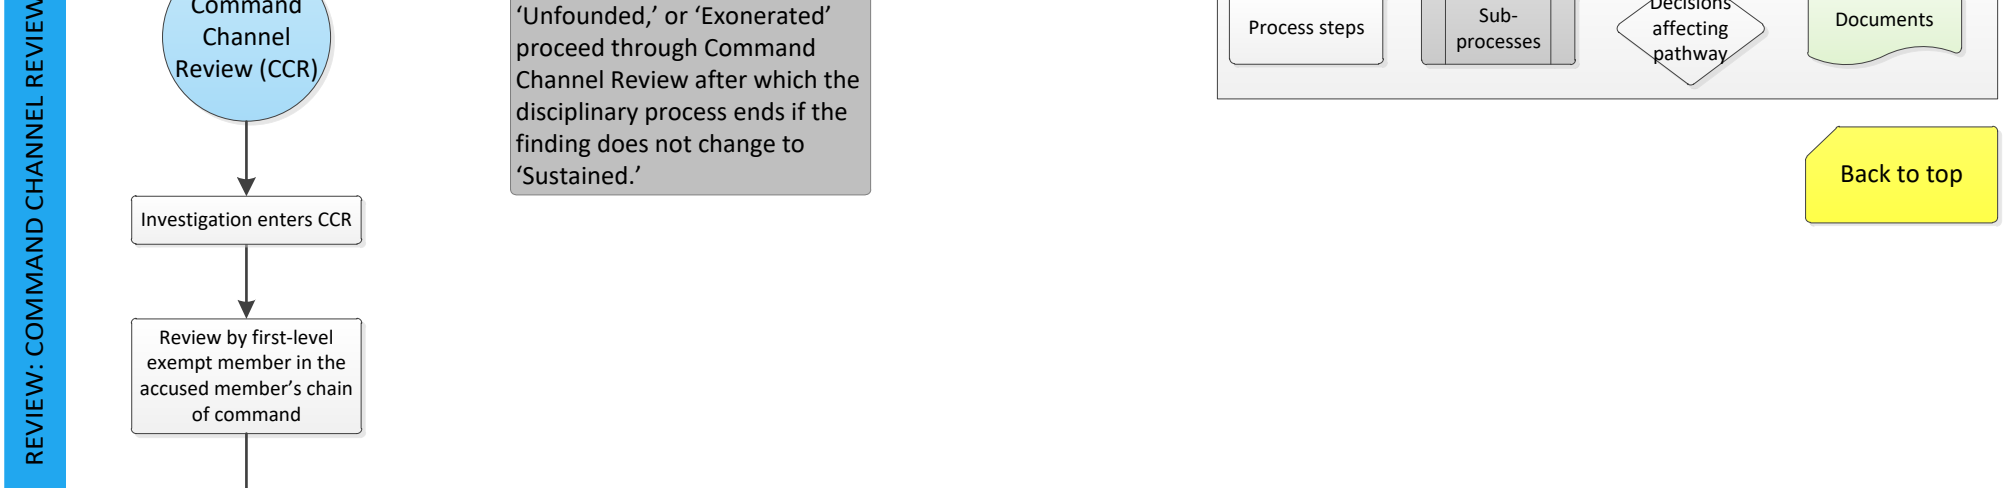 REVIEW: COMMAND CHANNEL REVIEW
Command
Channel
Review (CCR)
Investigation enters CCR
Review by first-level
exempt member in the
accused member’s chain
of command
‘Unfounded,’ or ‘Exonerated’
proceed through Command
Channel Review after which the
disciplinary process ends if the
finding does not change to
‘Sustained.’
Process steps
Sub-
processes
Decisions
affecting
pathway
Documents
Back to top